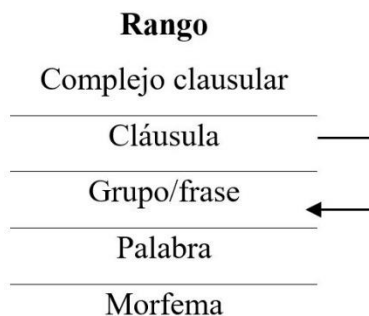 Rango
Complejo clausular
Cláusula
Grupo/frase
Palabra
Morfema